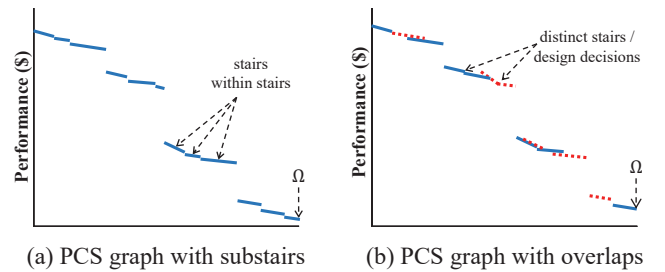 Performance ($)
stairs
within stairs
Ω
(a) PCS graph with substairs
Performance ($)
distinct stairs /
design decisions
Ω
(b) PCS graph with overlaps